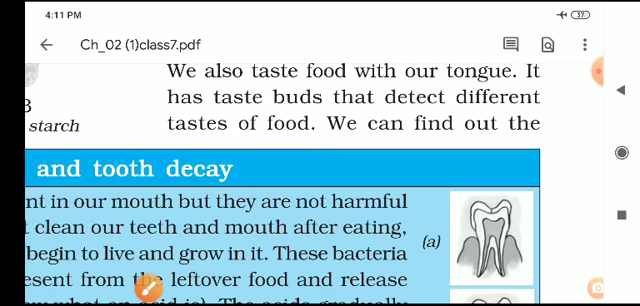 4:11 PM
37
Ch_02 (1)class7.pdf
We also taste food with our tongue. It
has taste buds that detect different
starch
tastes of food. We can find out the
and tooth decay
nt in our mouth but they are not harmful
t clean our teeth and mouth after eating,
(a)
begin to live and grow in it. These bacteria
esent from the leftover food and release